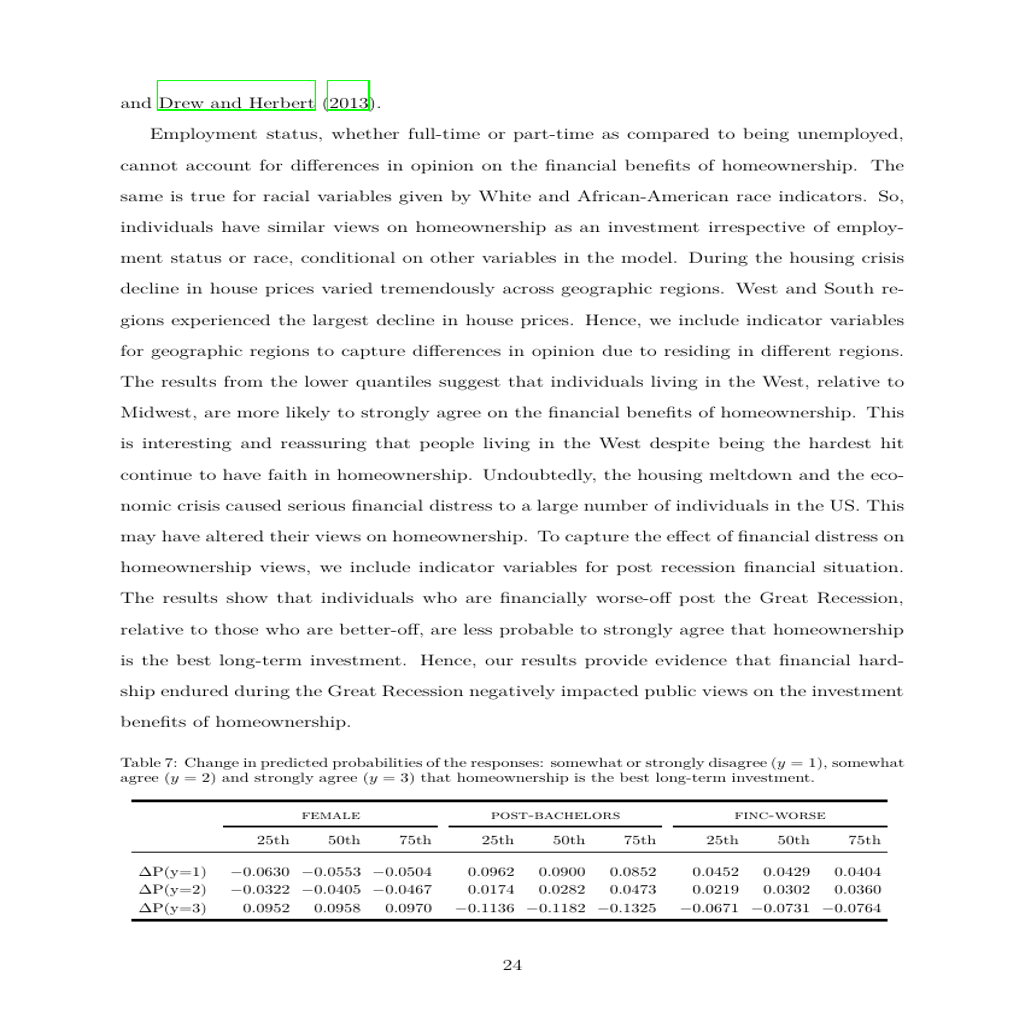 and Drew and Herbert (2013).
Employment status, whether full-time or part-time as compared to being unemployed,
cannot account for differences in opinion on the financial benefits of homeownership. The
same is true for racial variables given by White and African-American race indicators. So,
individuals have similar views on homeownership as an investment irrespective of employ-
ment status or race, conditional on other variables in the model. During the housing crisis
decline in house prices varied tremendously across geographic regions. West and South re-
gions experienced the largest decline in house prices. Hence, we include indicator variables
for geographic regions to capture differences in opinion due to residing in different regions.
The results from the lower quantiles suggest that individuals living in the West, relative to
Midwest, are more likely to strongly agree on the financial benefits of homeownership. This
is interesting and reassuring that people living in the West despite being the hardest hit
continue to have faith in homeownership. Undoubtedly, the housing meltdown and the eco-
nomic crisis caused serious financial distress to a large number of individuals in the US. This
may have altered their views on homeownership. To capture the effect of financial distress on
homeownership views, we include indicator variables for post recession financial situation.
The results show that individuals who are financially worse-off post the Great Recession,
relative to those who are better-off, are less probable to strongly agree that homeownership
is the best long-term investment. Hence, our results provide evidence that financial hard-
ship endured during the Great Recession negatively impacted public views on the investment
benefits of homeownership.
Table 7: Change in predicted probabilities of the responses: somewhat or strongly disagree (y = 1), somewhat
agree (y = 2) and strongly agree (y = 3) that homeownership is the best long-term investment.
FEMALE POST-BACHELORS FINC-WORSE
25th 50th 75th 25th 50th 75th 25th 50th 75th
ΔP(y=1) −0.0630 −0.0553 −0.0504 0.0962 0.0900 0.0852 0.0452 0.0429 0.0404
ΔP(y=2) −0.0322 −0.0405 −0.0467 0.0174 0.0282 0.0473 0.0219 0.0302 0.0360
ΔP(y=3) 0.0952 0.0958 0.0970 −0.1136 −0.1182 −0.1325 −0.0671 −0.0731 −0.0764
24